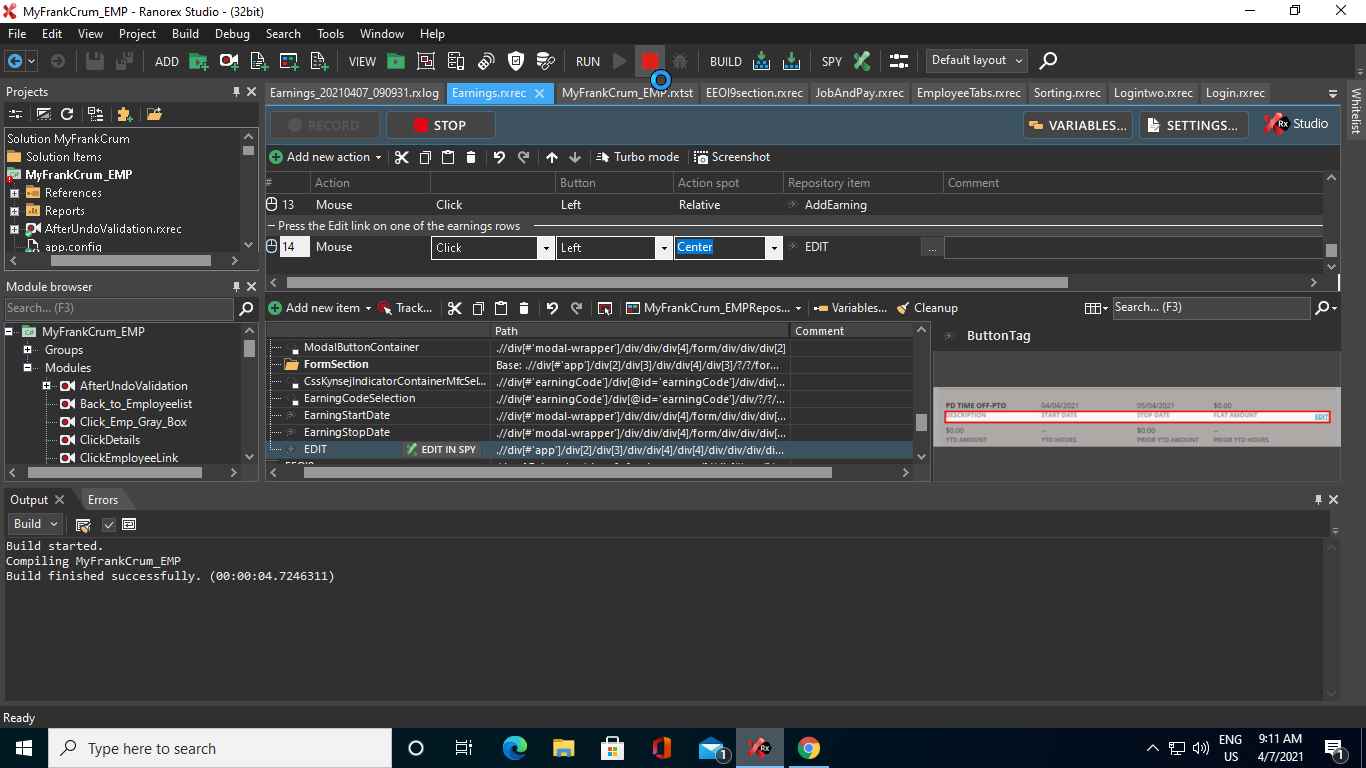 MyFrankCrum_EMP - Ranorex Studio - (32bit)
File Edit View Project Build Debug Search Tools Window Help
ADD VIEW RUN BUILD SPY Default layout
Projects
Solution MyFrankCrum
Solution Items
MyFrankCrum_EMP
References
Reports
AfterUndoValidation.rxrec
app.config
Module browser
Search... (F3)
MyFrankCrum_EMP
Groups
Modules
AfterUndoValidation
Back_to_Employeelist
Click_Emp_Gray_Box
ClickDetails
ClickEmployeeLink
Earnings_20210407_090931.rxlog Earnings.rxrec MyFrankCrum_EMP.rxtst EEOI9section.rxrec JobAndPay.rxrec EmployeeTabs.rxrec Sorting.rxrec Logintwo.rxrec Login.rxrec
RECORD STOP VARIABLES... SETTINGS... Rx Studio
Add new action Turbo mode Screenshot
# Action Button Action spot Repository item Comment
13 Mouse Click Left Relative AddEarning
Press the Edit link on one of the earnings rows
14 Mouse Click Left Center EDIT ...
Add new item Track... MyFrankCrum_EMPRepos... Variables... Cleanup Search... (F3)
Path Comment
ModalButtonContainer .//div[#'modal-wrapper']/div/div/div[4]/form/div/div/div[2]
FormSection Base: .//div[#'app']/div[2]/div[3]/div/div[4]/div[3]/?/?/for...
CssKynsejIndicatorContainerMfcSel... .//div[#'earningCode']/div[@id='earningCode']/div/div[...
EarningCodeSelection .//div[#'earningCode']/div[@id='earningCode']/div/?/?/...
EarningStartDate .//div[#'modal-wrapper']/div/div/div[4]/form/div/div/div[...
EarningStopDate .//div[#'modal-wrapper']/div/div/div[4]/form/div/div/div[...
EDIT EDIT IN SPY .//div[#'app']/div[2]/div[3]/div/div[4]/div[4]/div/div/div/di...
ButtonTag
PD TIME OFF-PTO 04/04/2021 05/04/2021 $0.00
DESCRIPTION START DATE STOP DATE FLAT AMOUNT EDIT
$0.00 -- $0.00 --
YTD AMOUNT YTD HOURS PRIOR YTD AMOUNT PRIOR YTD HOURS
Whitelist
Output Errors
Build
Build started.
Compiling MyFrankCrum_EMP
Build finished successfully. (00:00:04.7246311)
Ready
Type here to search
1
Rx
ENG
US
9:11 AM
4/7/2021
1